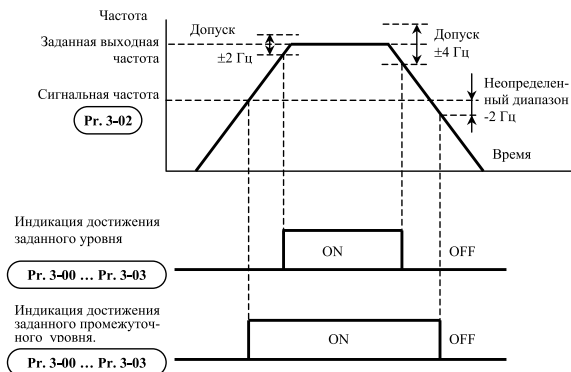 Частота
Допуск
±2 Гц
Допуск
±4 Гц
Заданная выходная
частота
Сигнальная частота
Pr. 3-02
Неопределен-
ный диапазон
-2 Гц
Время
Индикация достижения
заданного уровня
ON
OFF
Pr. 3-00 ... Pr. 3-03
Индикация достижения
заданного промежуточ-
ного уровня.
ON
OFF
Pr. 3-00 ... Pr. 3-03